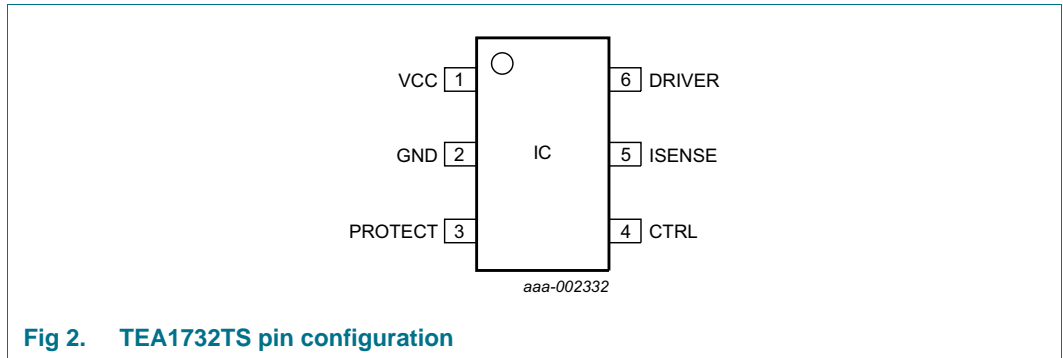 VCC 1 6 DRIVER
GND 2 IC 5 ISENSE
PROTECT 3 4 CTRL
aaa-002332
Fig 2. TEA1732TS pin configuration